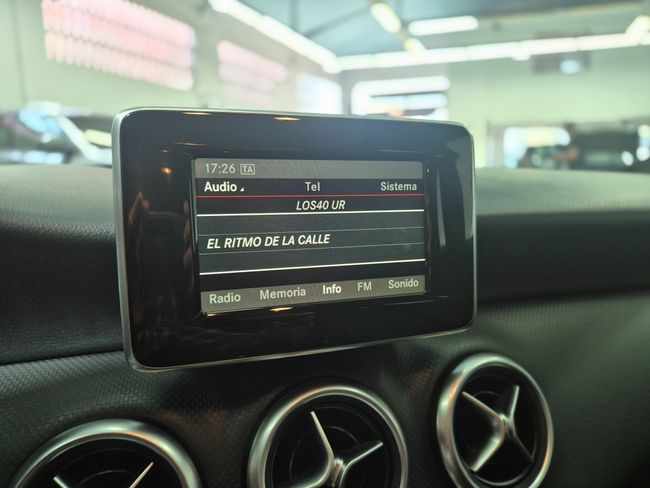 17:26 TA
Audio Tel Sistema
LOS40 UR
EL RITMO DE LA CALLE
Radio Memoria Info FM Sonido